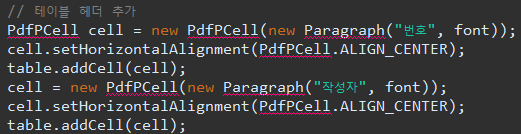 // 테이블 헤더 추가
PdfPCell cell = new PdfPCell(new Paragraph("번호", font));
cell.setHorizontalAlignment(PdfPCell.ALIGN_CENTER);
table.addCell(cell);
cell = new PdfPCell(new Paragraph("작성자", font));
cell.setHorizontalAlignment(PdfPCell.ALIGN_CENTER);
table.addCell(cell);